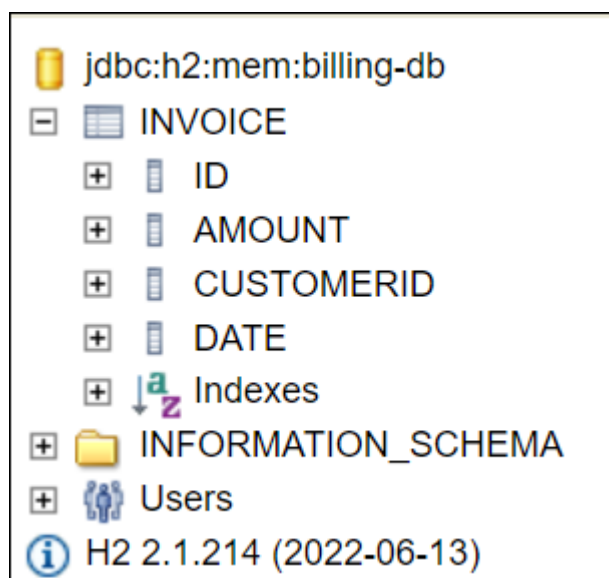 jdbc:h2:mem:billing-db
INVOICE
ID
AMOUNT
CUSTOMERID
DATE
Indexes
INFORMATION_SCHEMA
Users
H2 2.1.214 (2022-06-13)